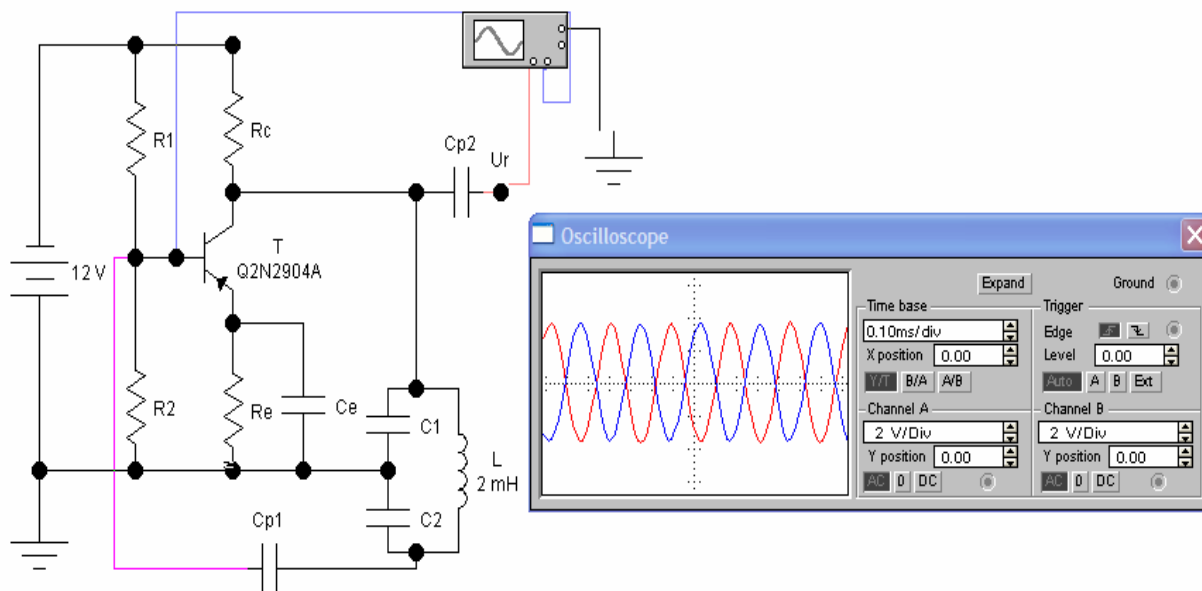 R1
Rc
Cp2
Ur
T
Q2N2904A
12 V
R2
Re
Ce
C1
L
2 mH
C2
Cp1
Oscilloscope
Expand
Ground
Time base
0.10ms/div
X position 0.00
Y/T B/A A/B
Trigger
Edge
Level 0.00
Auto A B Ext
Channel A
2 V/Div
Y position 0.00
AC 0 DC
Channel B
2 V/Div
Y position 0.00
AC 0 DC